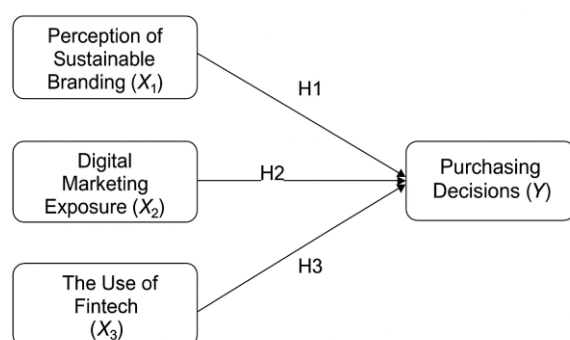 Perception of
Sustainable
Branding (X₁)
H1
Digital
Marketing
Exposure (X₂)
H2
Purchasing
Decisions (Y)
H3
The Use of
Fintech
(X₃)